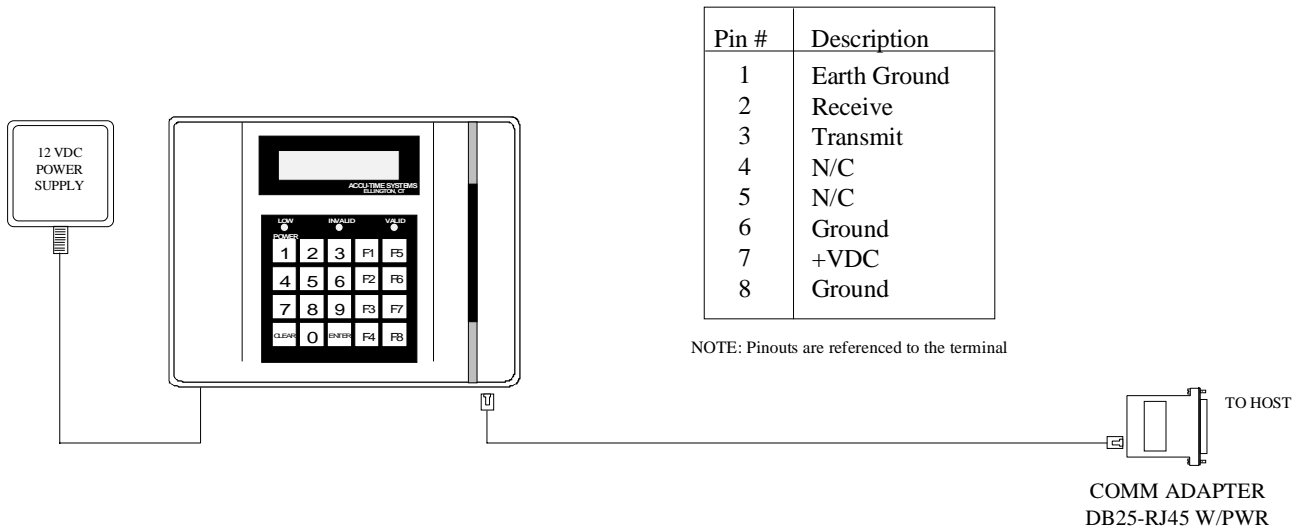 Pin # Description
1 Earth Ground
2 Receive
3 Transmit
4 N/C
5 N/C
6 Ground
7 +VDC
8 Ground
NOTE: Pinouts are referenced to the terminal
12 VDC
POWER
SUPPLY
ACCU-TIME SYSTEMS
ELLINGTON, CT
LOW INVALID VALID
POWER
1 2 3 F1 F5
4 5 6 F2 F6
7 8 9 F3 F7
CLEAR 0 ENTER F4 F8
TO HOST
COMM ADAPTER
DB25-RJ45 W/PWR